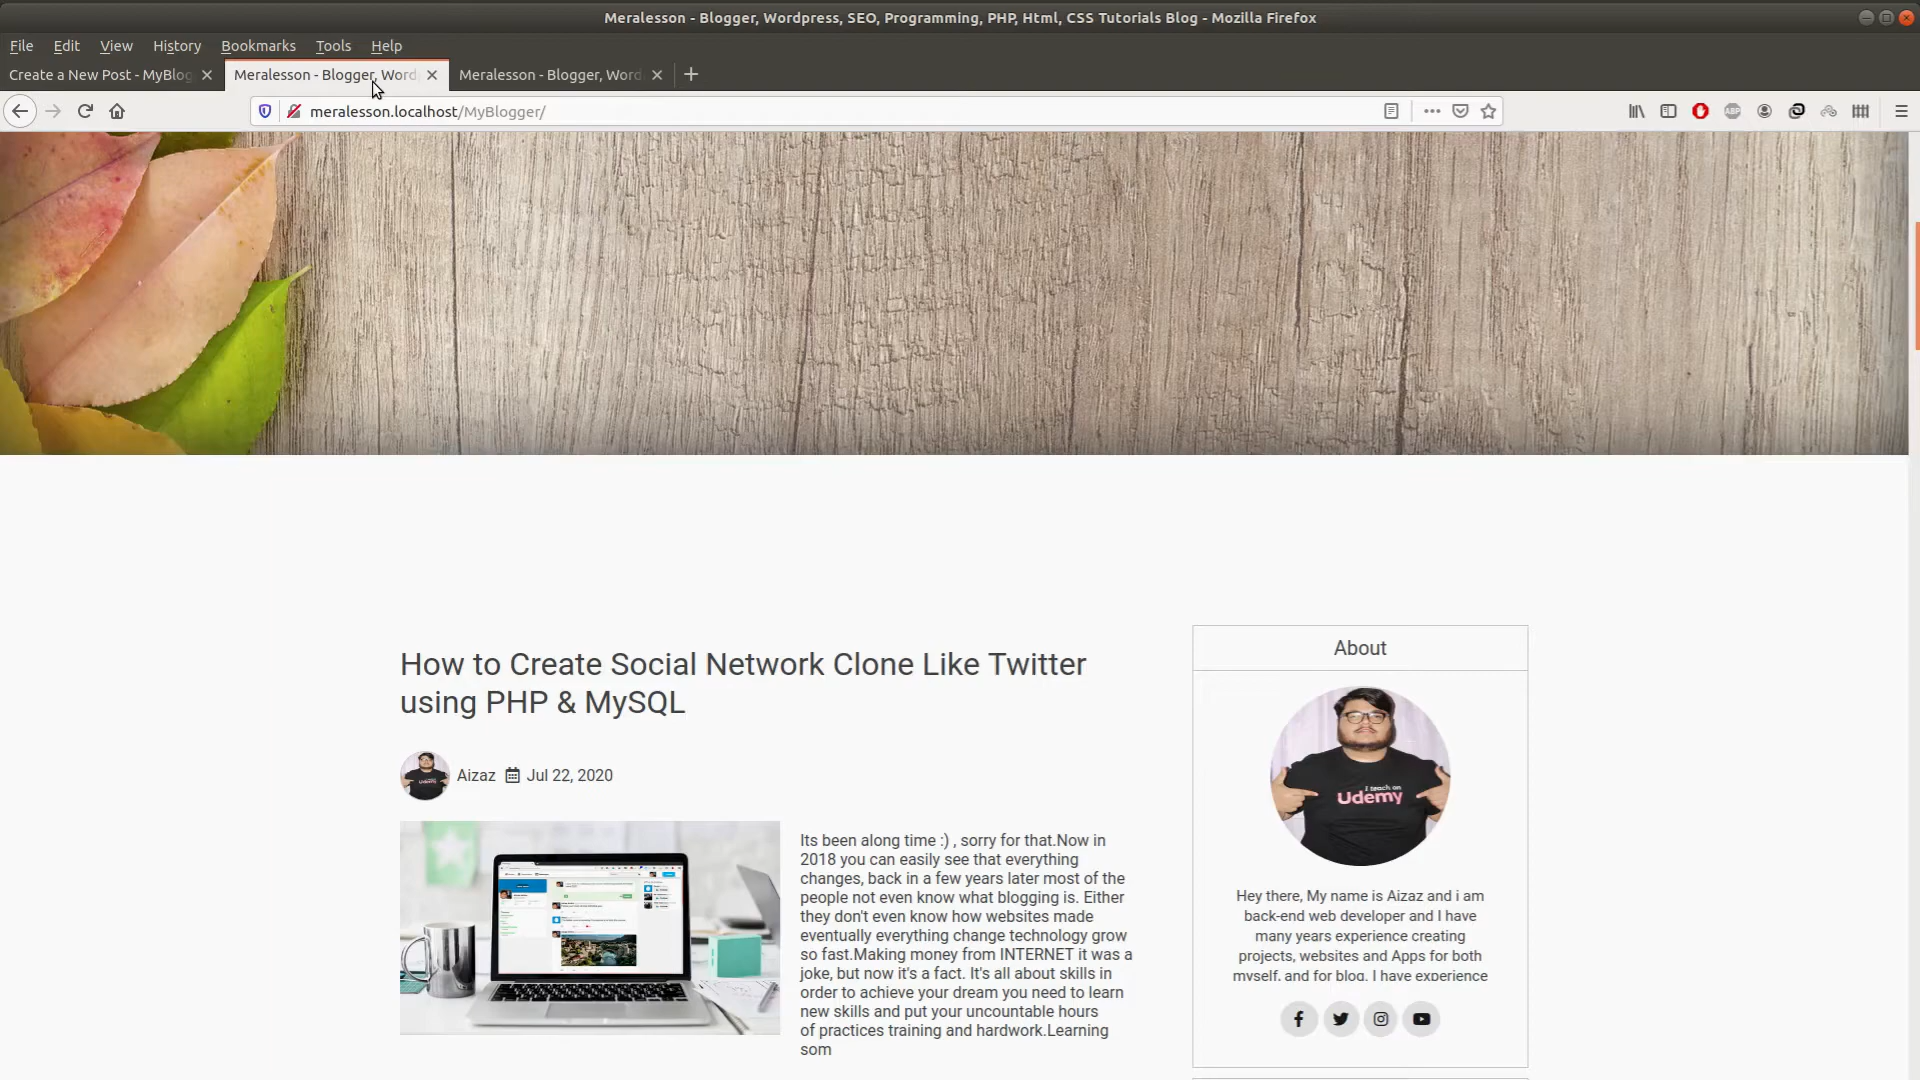 Meralesson - Blogger, Wordpress, SEO, Programming, PHP, Html, CSS Tutorials Blog - Mozilla Firefox
File Edit View History Bookmarks Tools Help
Create a New Post - MyBlog
Meralesson - Blogger, Word
Meralesson - Blogger, Word
meralesson.localhost/MyBlogger/
ABP
How to Create Social Network Clone Like Twitter
using PHP & MySQL
Aizaz Jul 22, 2020
Its been along time :) , sorry for that.Now in
2018 you can easily see that everything
changes, back in a few years later most of the
people not even know what blogging is. Either
they don't even know how websites made
eventually everything change technology grow
so fast.Making money from INTERNET it was a
joke, but now it's a fact. It's all about skills in
order to achieve your dream you need to learn
new skills and put your uncountable hours
of practices training and hardwork.Learning
som
About
I teach on
Udemy
Hey there, My name is Aizaz and i am
back-end web developer and I have
many years experience creating
projects, websites and Apps for both
myself, and for blog. I have experience